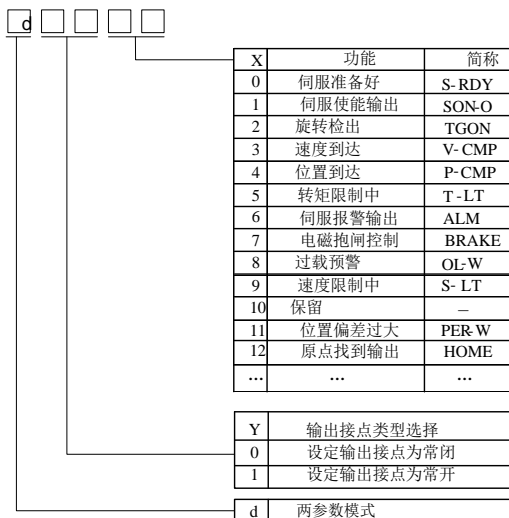 d
X 功能 简称
0 伺服准备好 S-RDY
1 伺服使能输出 SON-O
2 旋转检出 TGON
3 速度到达 V-CMP
4 位置到达 P-CMP
5 转矩限制中 T-LT
6 伺服报警输出 ALM
7 电磁抱闸控制 BRAKE
8 过载预警 OL-W
9 速度限制中 S-LT
10 保留 –
11 位置偏差过大 PER-W
12 原点找到输出 HOME
... ... ...
Y 输出接点类型选择
0 设定输出接点为常闭
1 设定输出接点为常开
d 两参数模式